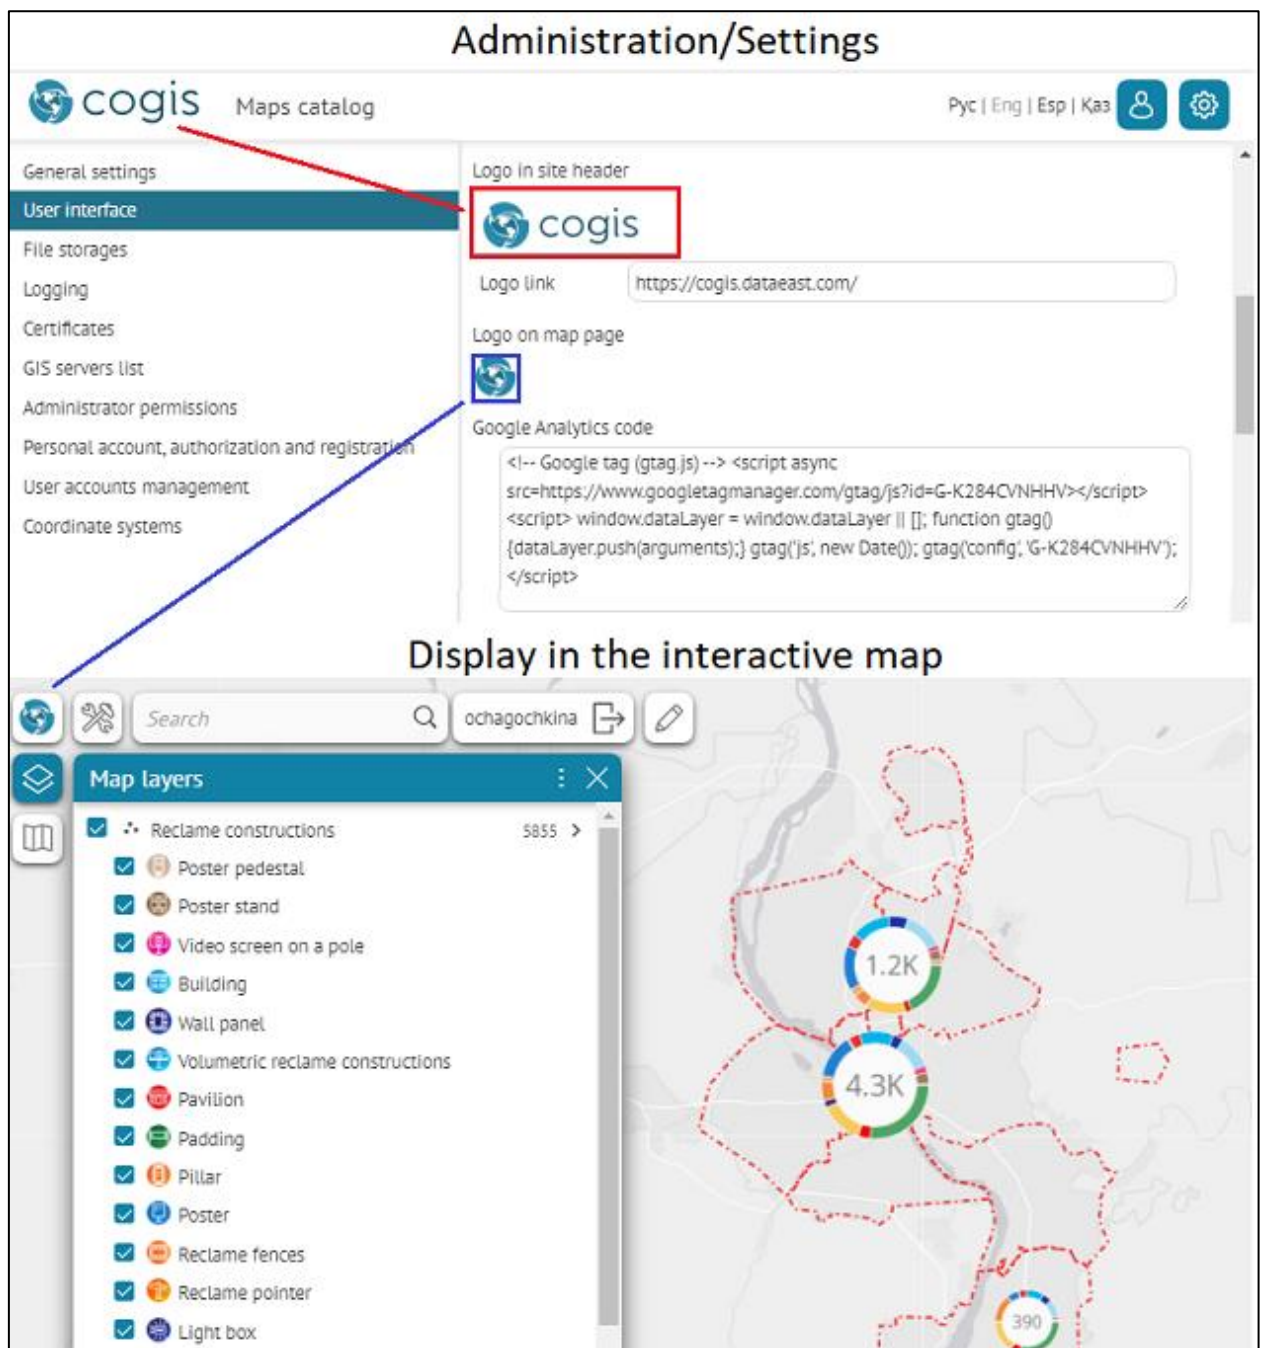 Administration/Settings
cogis
Maps catalog
Рус | Eng | Esp | Қаз
General settings
User interface
File storages
Logging
Certificates
GIS servers list
Administrator permissions
Personal account, authorization and registration
User accounts management
Coordinate systems
Logo in site header
cogis
Logo link
https://cogis.dataeast.com/
Logo on map page
Google Analytics code
<!-- Google tag (gtag.js) --> <script async
src=https://www.googletagmanager.com/gtag/js?id=G-K284CVNHHV></script>
<script> window.dataLayer = window.dataLayer || []; function gtag()
{dataLayer.push(arguments);} gtag('js', new Date()); gtag('config', 'G-K284CVNHHV');
</script>
Display in the interactive map
Search
ochagochkina
Map layers
Reclame constructions 5855
Poster pedestal
Poster stand
Video screen on a pole
Building
Wall panel
Volumetric reclame constructions
Pavilion
Padding
Pillar
Poster
Reclame fences
Reclame pointer
Light box
1.2K
4.3K
390